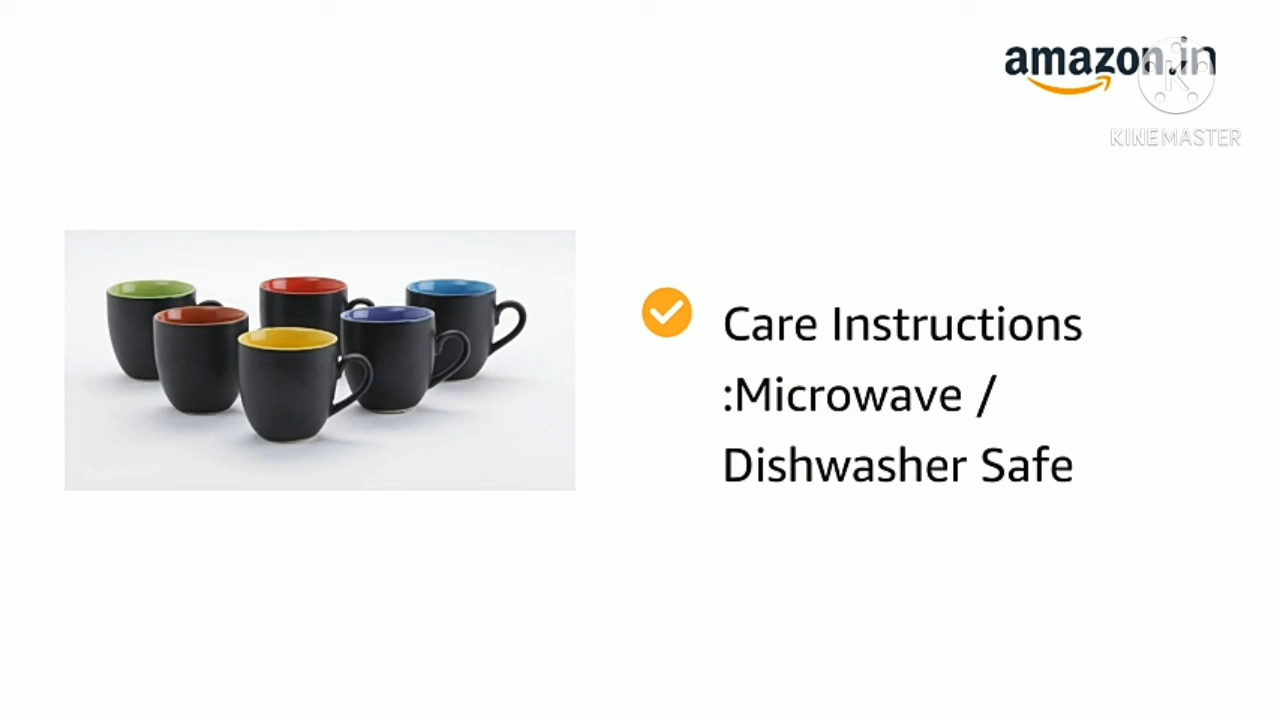 amazon.in
KINEMASTER
Care Instructions
:Microwave /
Dishwasher Safe